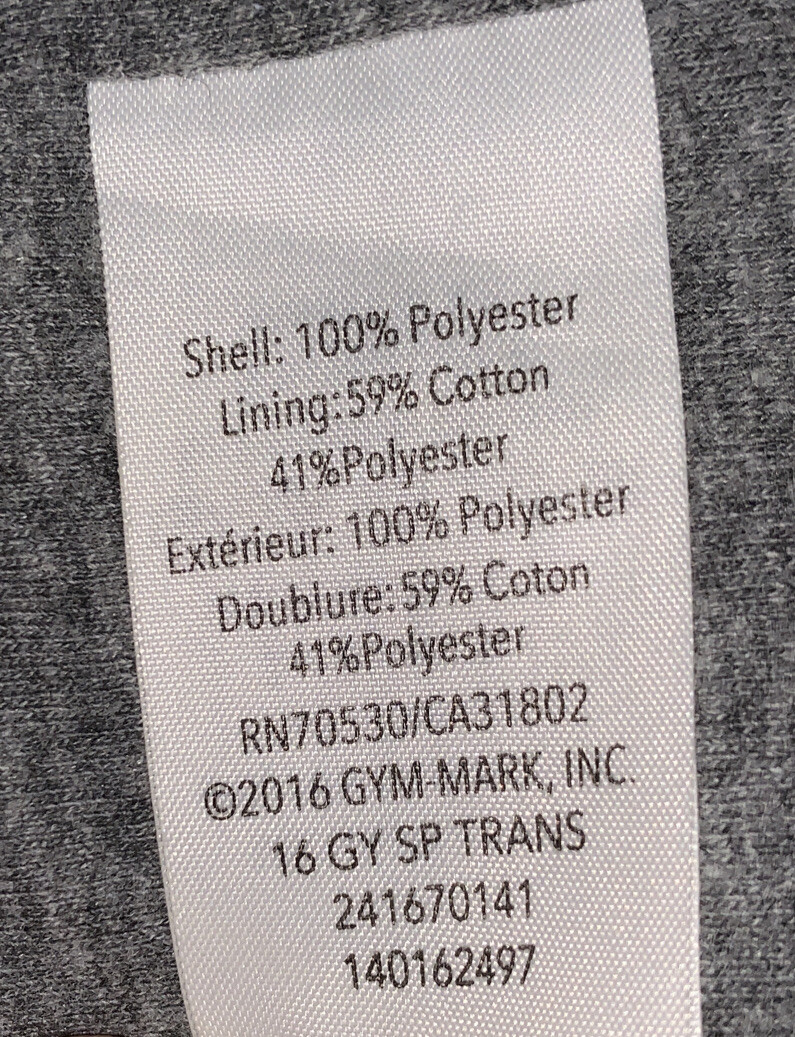 Shell: 100% Polyester
Lining:59% Cotton
41%Polyester
Extérieur: 100% Polyester
Doublure:59% Coton
41%Polyester
RN70530/CA31802
©2016 GYM-MARK, INC.
16 GY SP TRANS
241670141
140162497